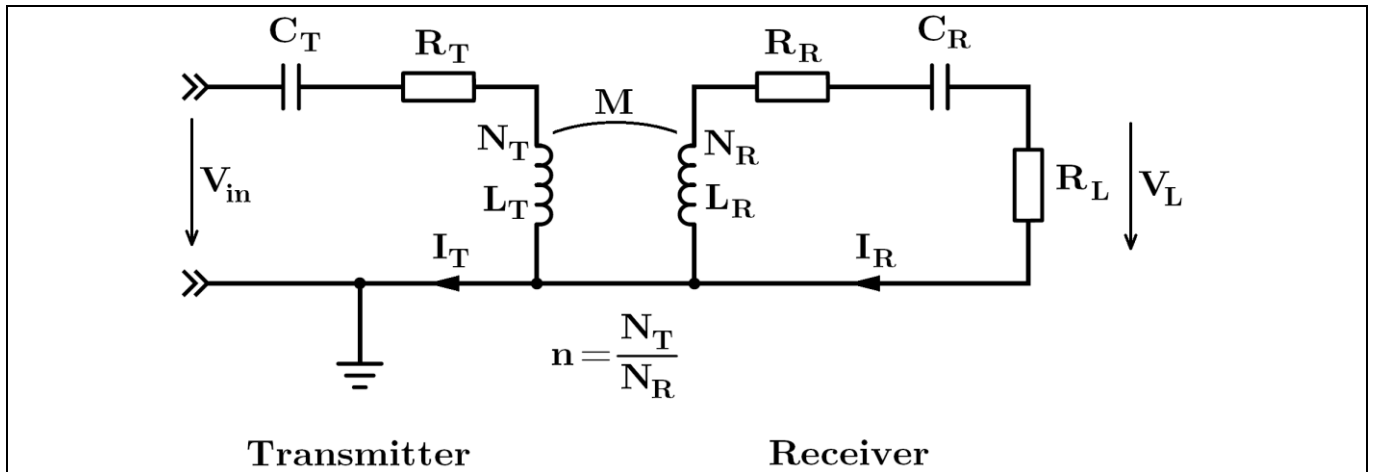 C_T
R_T
R_R
C_R
M
N_T
N_R
V_in
L_T
L_R
R_L
V_L
I_T
I_R
n = N_T / N_R
Transmitter
Receiver